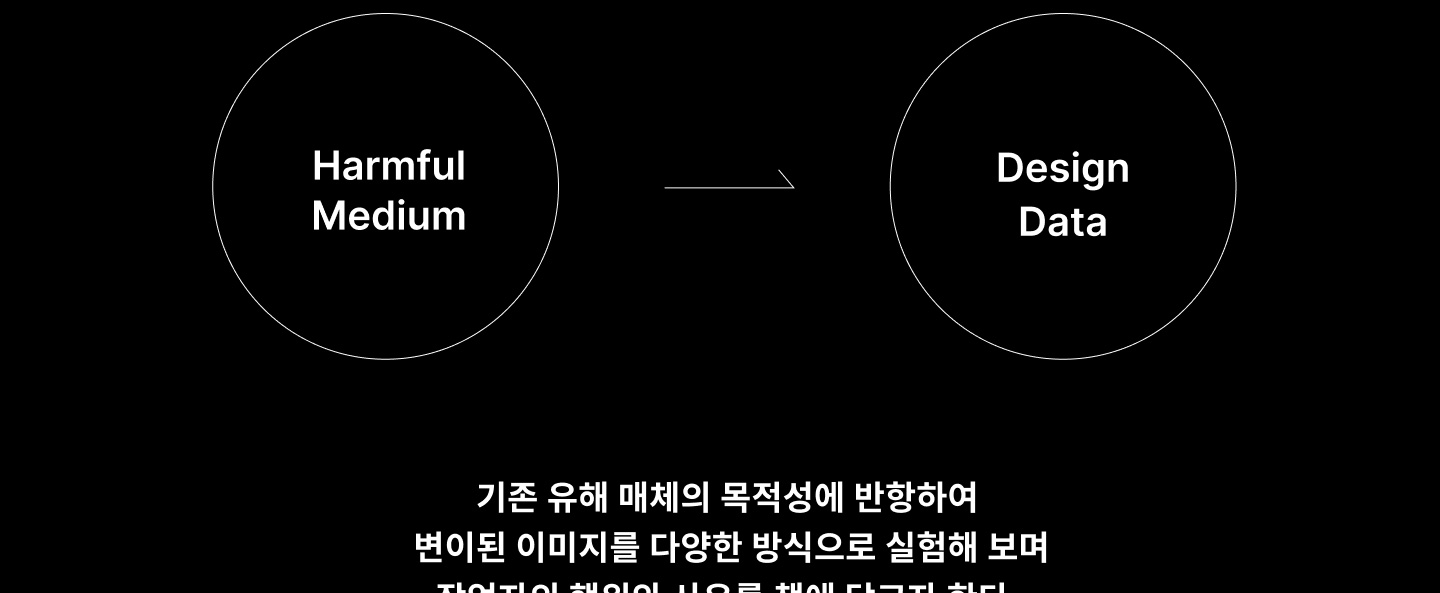 Harmful
Medium
Design
Data
기존 유해 매체의 목적성에 반항하여
변이된 이미지를 다양한 방식으로 실험해 보며